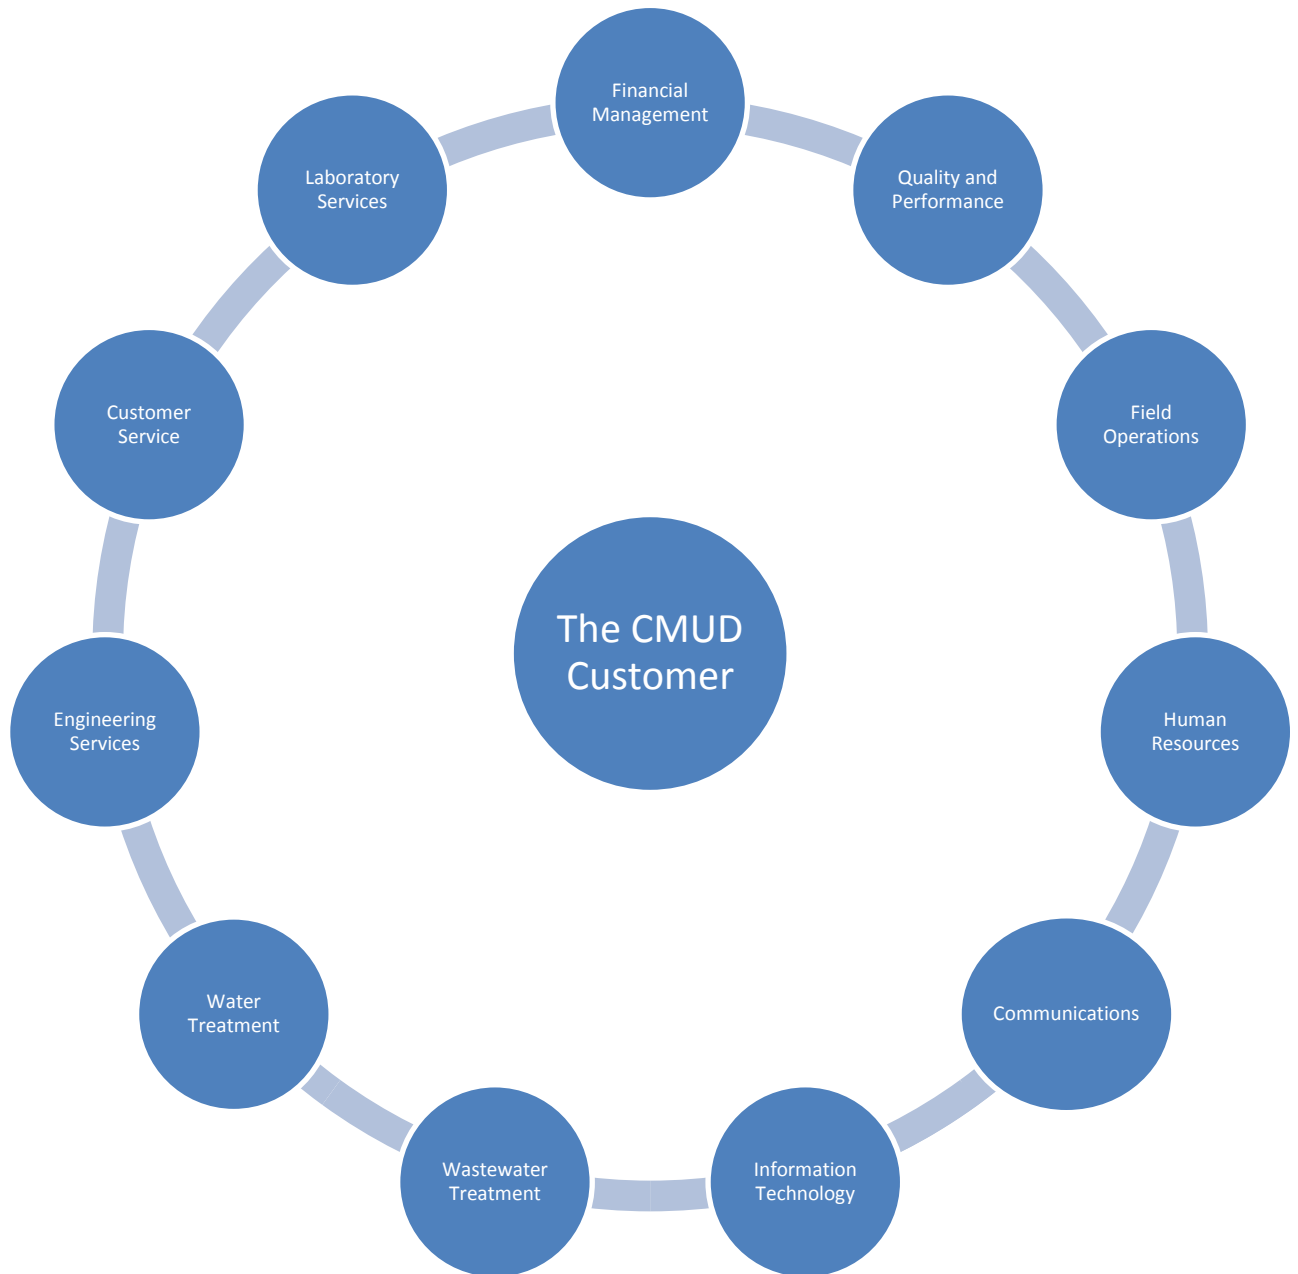 Financial
Management
Quality and
Performance
Field
Operations
Human
Resources
Communications
Information
Technology
Wastewater
Treatment
Water
Treatment
Engineering
Services
Customer
Service
Laboratory
Services
The CMUD
Customer